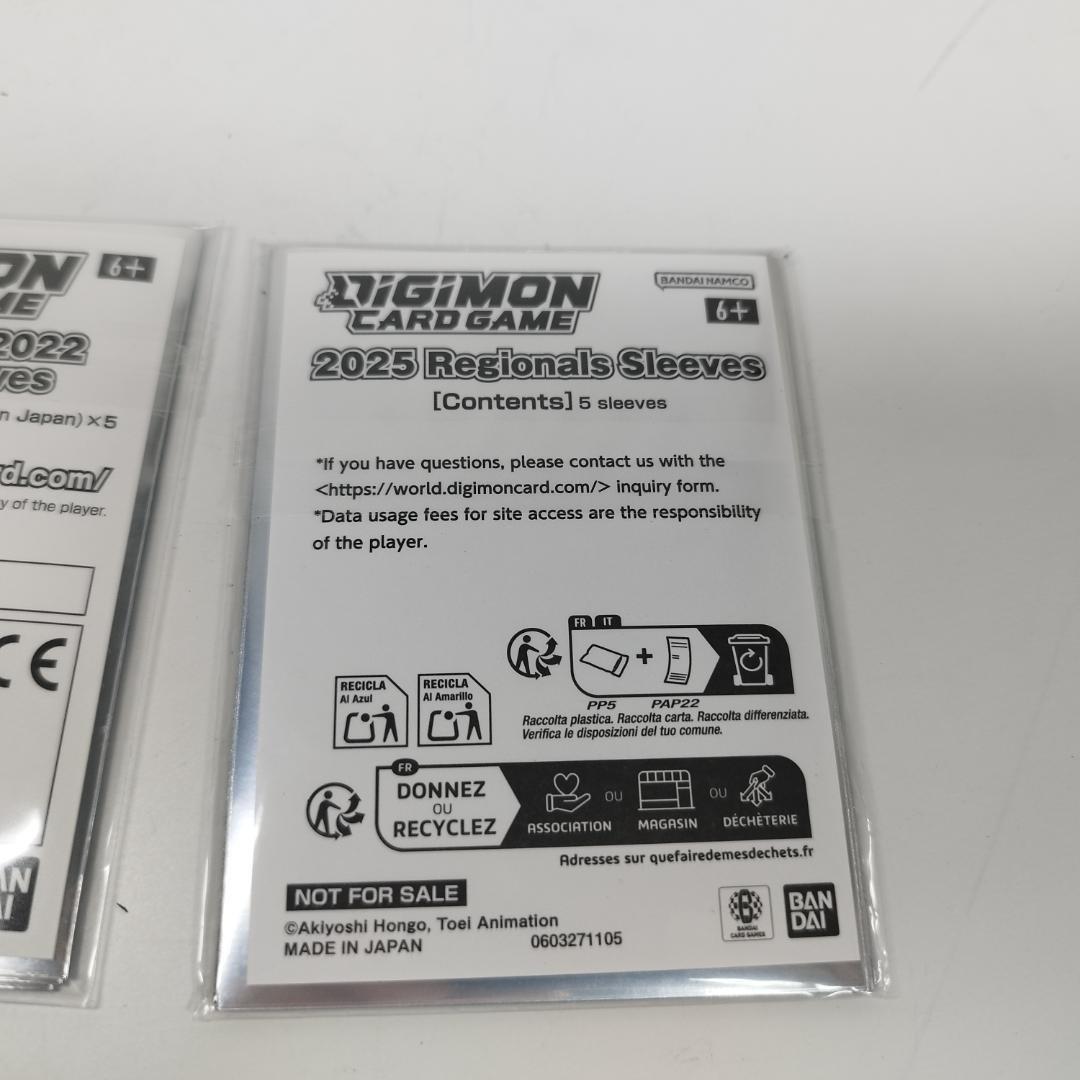 6+
2022
n Japan)×5
d.com/
y of the player.
CE
DIGIMON
CARD GAME
BANDAI NAMCO
6+
2025 Regionals Sleeves
[Contents] 5 sleeves
*If you have questions, please contact us with the
<https://world.digimoncard.com/> inquiry form.
*Data usage fees for site access are the responsibility
of the player.
FR IT
+
PP5 PAP22
RECICLA
Al Azul
RECICLA
Al Amarillo
Raccolta plastica. Raccolta carta. Raccolta differenziata.
Verifica le disposizioni del tuo comune.
FR
DONNEZ
OU
RECYCLEZ
ASSOCIATION OU MAGASIN OU DÉCHÈTERIE
Adresses sur quefairedemesdechets.fr
NOT FOR SALE
©Akiyoshi Hongo, Toei Animation
MADE IN JAPAN 0603271105
BANDAI
CARD GAMES
BAN
DAI